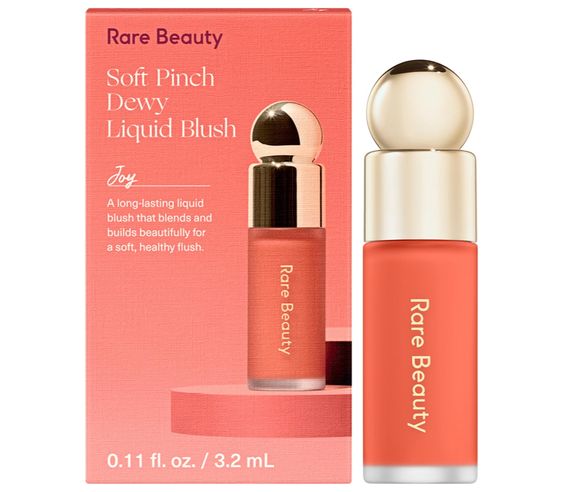 Rare Beauty
Soft Pinch
Dewy
Liquid Blush
Joy
A long-lasting liquid
blush that blends and
builds beautifully for
a soft, healthy flush.
Rare Beauty
0.11 fl. oz. / 3.2 mL
Rare Beauty